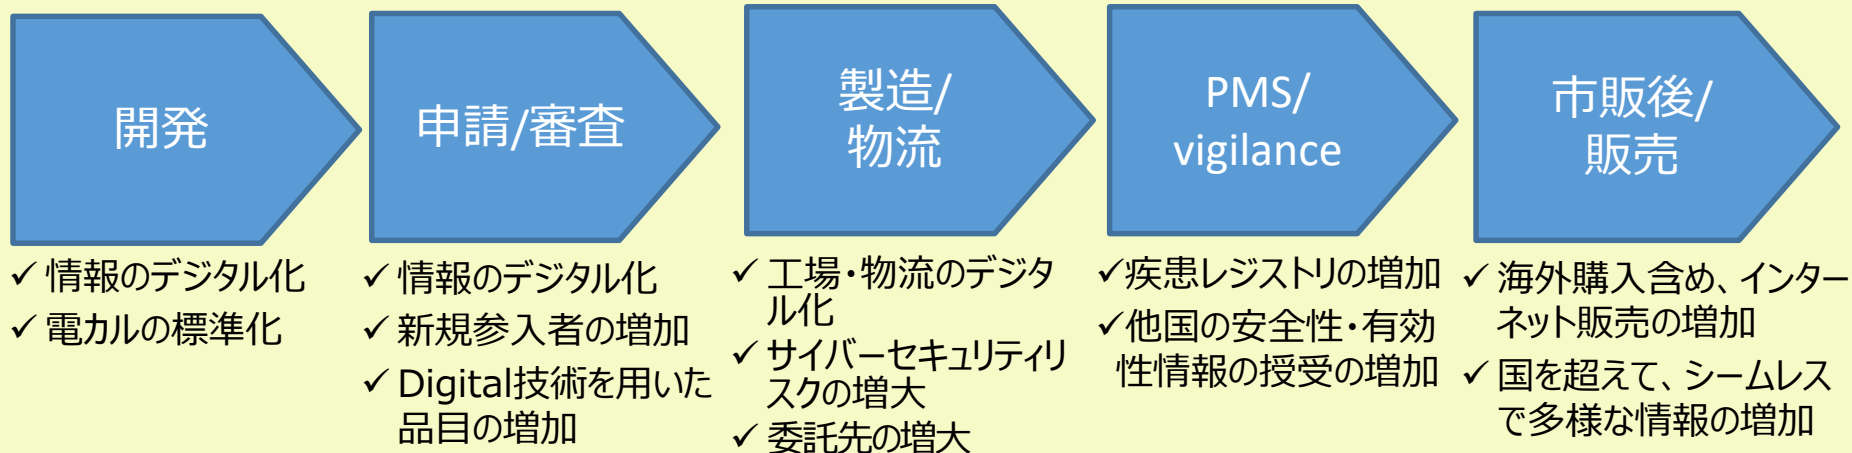 開発
✓ 情報のデジタル化
✓ 電カルの標準化
申請/審査
✓ 情報のデジタル化
✓ 新規参入者の増加
✓ Digital技術を用いた
品目の増加
製造/
物流
✓ 工場・物流のデジタ
ル化
✓ サイバーセキュリティリ
スクの増大
✓ 委託先の増大
PMS/
vigilance
✓疾患レジストリの増加
✓他国の安全性・有効
性情報の授受の増加
市販後/
販売
✓ 海外購入含め、インター
ネット販売の増加
✓ 国を超えて、シームレス
で多様な情報の増加